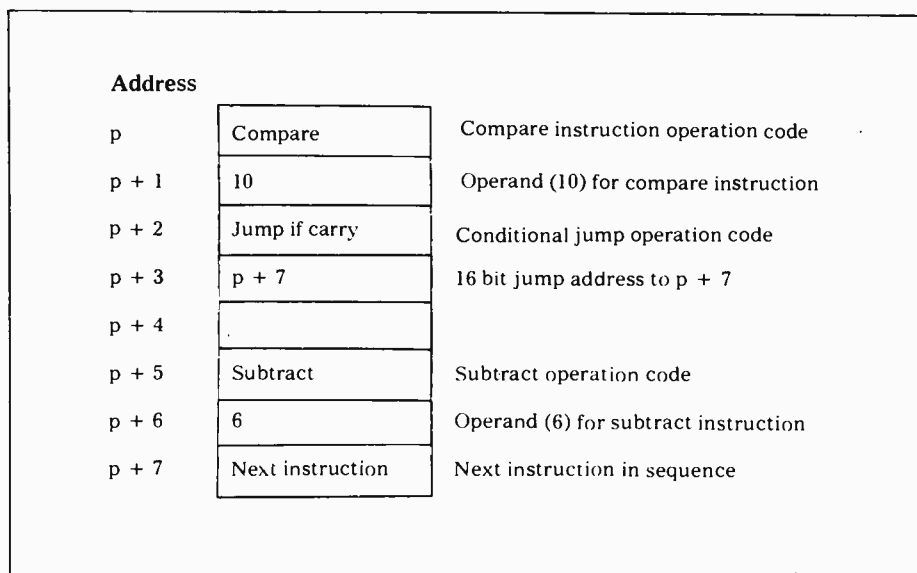 Address
p Compare Compare instruction operation code
p + 1 10 Operand (10) for compare instruction
p + 2 Jump if carry Conditional jump operation code
p + 3 p + 7 16 bit jump address to p + 7
p + 4
p + 5 Subtract Subtract operation code
p + 6 6 Operand (6) for subtract instruction
p + 7 Next instruction Next instruction in sequence